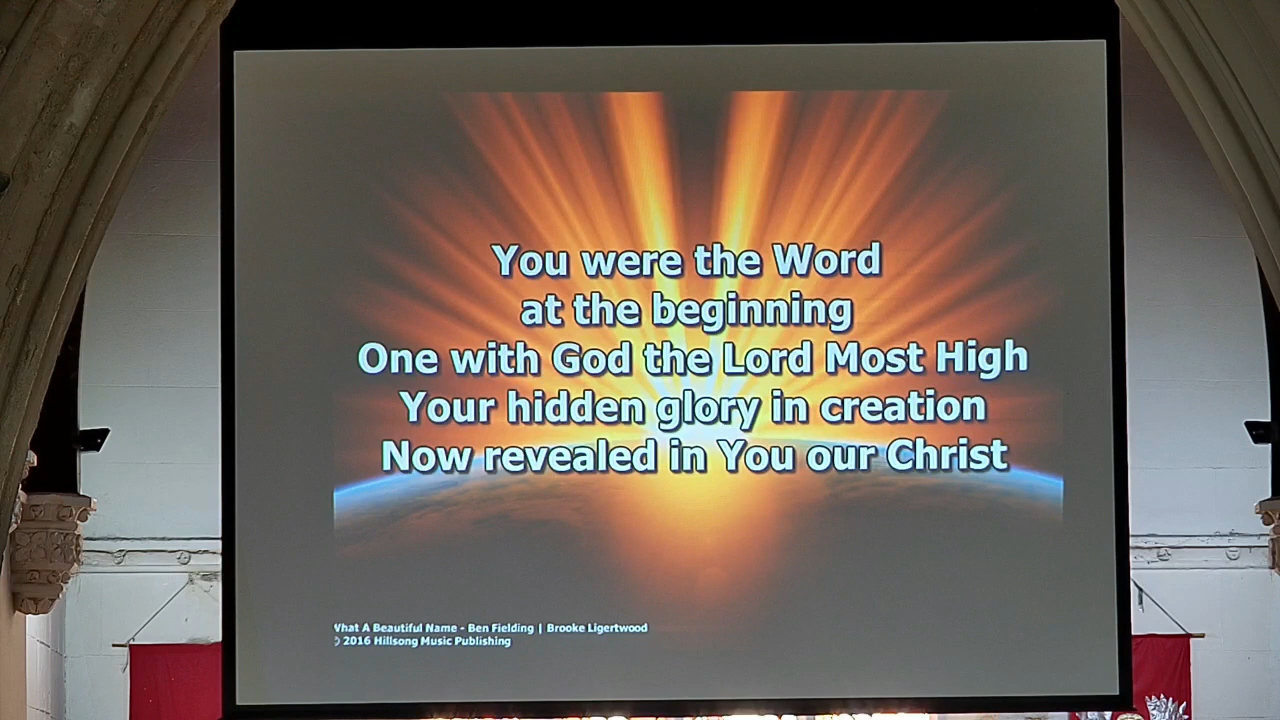 You were the Word
at the beginning
One with God the Lord Most High
Your hidden glory in creation
Now revealed in You our Christ
What A Beautiful Name - Ben Fielding | Brooke Ligertwood
© 2016 Hillsong Music Publishing